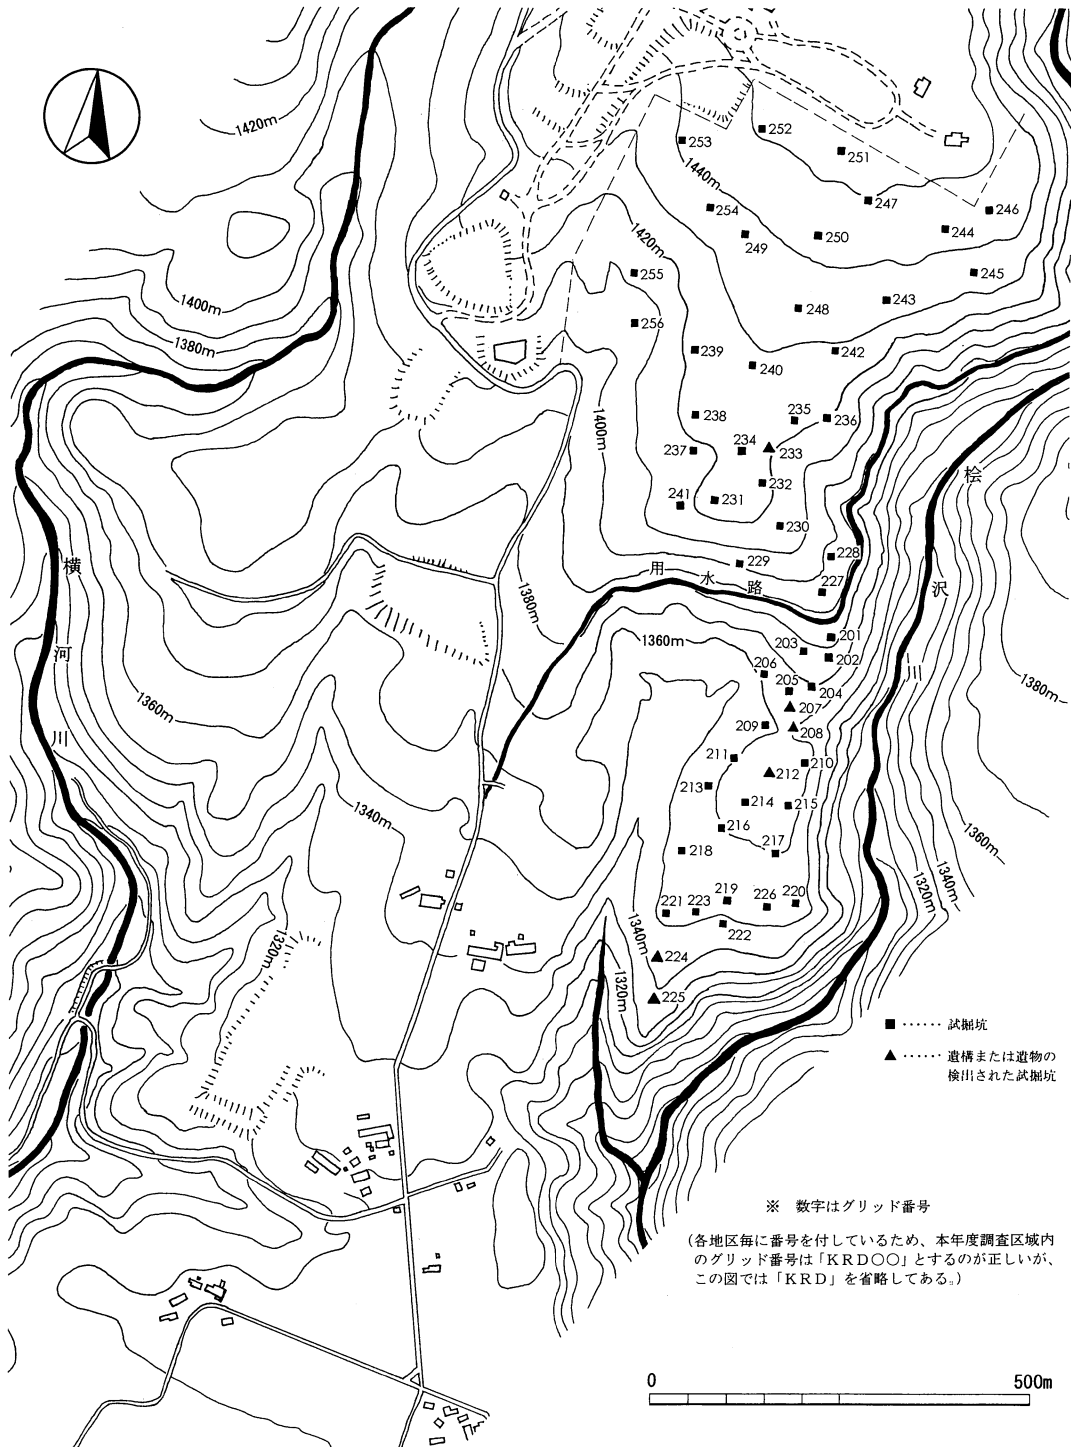 1420m
253
252
251
1440m
247
246
254
249
250
244
1420m
255
245
1400m
243
248
256
1380m
239
242
240
238
235
236
1400m
234
233
237
桧
232
241
231
230
横
229
228
用水路
227
1380m
沢
201
1360m
203
202
河
206
205
川
204
1380m
207
1360m
209
208
川
211
210
212
213
214
215
1340m
216
1360m
218
217
1340m
1320m
219
226
220
221
223
222
1340m
1320m
224
1320m
225
■ ‥‥‥ 試掘坑
▲ ‥‥‥ 遺構または遺物の
検出された試掘坑
※ 数字はグリッド番号
(各地区毎に番号を付しているため、本年度調査区域内
のグリッド番号は「KRD○○」とするのが正しいが、
この図では「KRD」を省略してある。)
0 500m